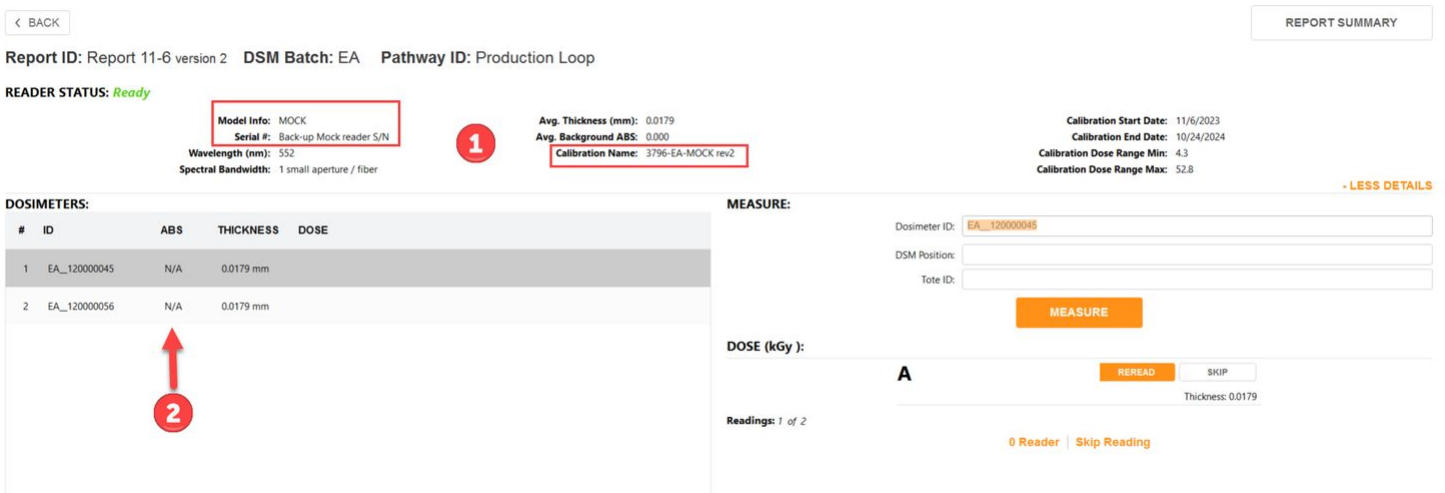 < BACK
REPORT SUMMARY
Report ID: Report 11-6 version 2 DSM Batch: EA Pathway ID: Production Loop
READER STATUS: Ready
Model Info: MOCK
Serial #: Back-up Mock reader S/N
Wavelength (nm): 552
Spectral Bandwidth: 1 small aperture / fiber
1
Avg. Thickness (mm): 0.0179
Avg. Background ABS: 0.000
Calibration Name: 3796-EA-MOCK rev2
Calibration Start Date: 11/6/2023
Calibration End Date: 10/24/2024
Calibration Dose Range Min: 4.3
Calibration Dose Range Max: 52.8
- LESS DETAILS
DOSIMETERS:
# ID ABS THICKNESS DOSE
1 EA__120000045 N/A 0.0179 mm
2 EA__120000056 N/A 0.0179 mm
2
MEASURE:
Dosimeter ID: EA__120000045
DSM Position:
Tote ID:
MEASURE
DOSE (kGy ):
A REREAD SKIP
Thickness: 0.0179
Readings: 1 of 2
0 Reader | Skip Reading